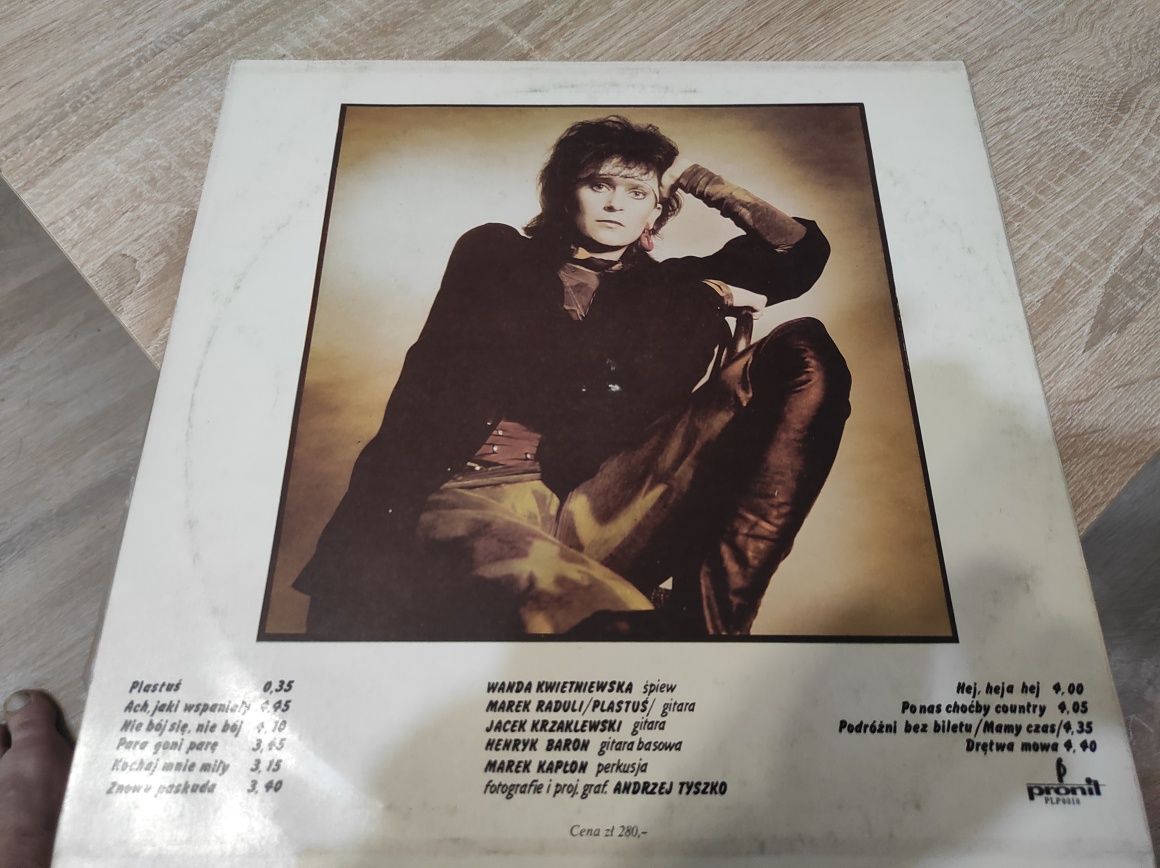 Plastuś 0,35
Ach, jaki wspaniały 4,45
Nie bój się, nie bój 4,10
Para goni parę 3,45
Kochaj mnie miły 3,15
Znowu paskuda 3,40
WANDA KWIETNIEWSKA śpiew
MAREK RADULI/PLASTUŚ/ gitara
JACEK KRZAKLEWSKI gitara
HENRYK BARON gitara basowa
MAREK KAPŁON perkusja
fotografie i proj. graf. ANDRZEJ TYSZKO
Hej, heja hej 4,00
Po nas choćby country 4,05
Podróżni bez biletu/Mamy czas/4,35
Drętwa mowa 4,40
pronit
PLP0010
Cena zł 280,-